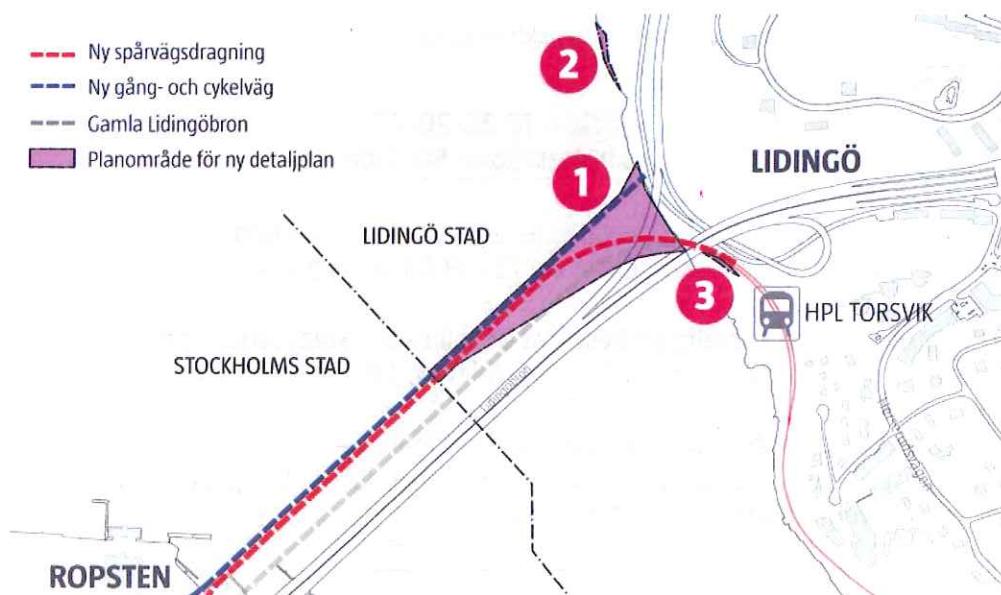 Ny spårvägsdragning
Ny gång- och cykelväg
Gamla Lidingöbron
Planområde för ny detaljplan
2
1
LIDINGÖ
LIDINGÖ STAD
3
HPL TORSVIK
STOCKHOLMS STAD
Lidingöbron
ROPSTEN